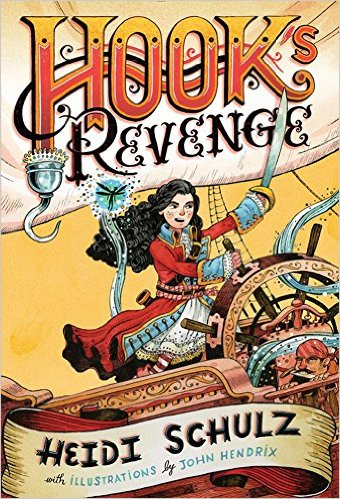 HOOK'S
REVENGE
HEIDI SCHULZ
with ILLUSTRATIONS by JOHN HENDRIX